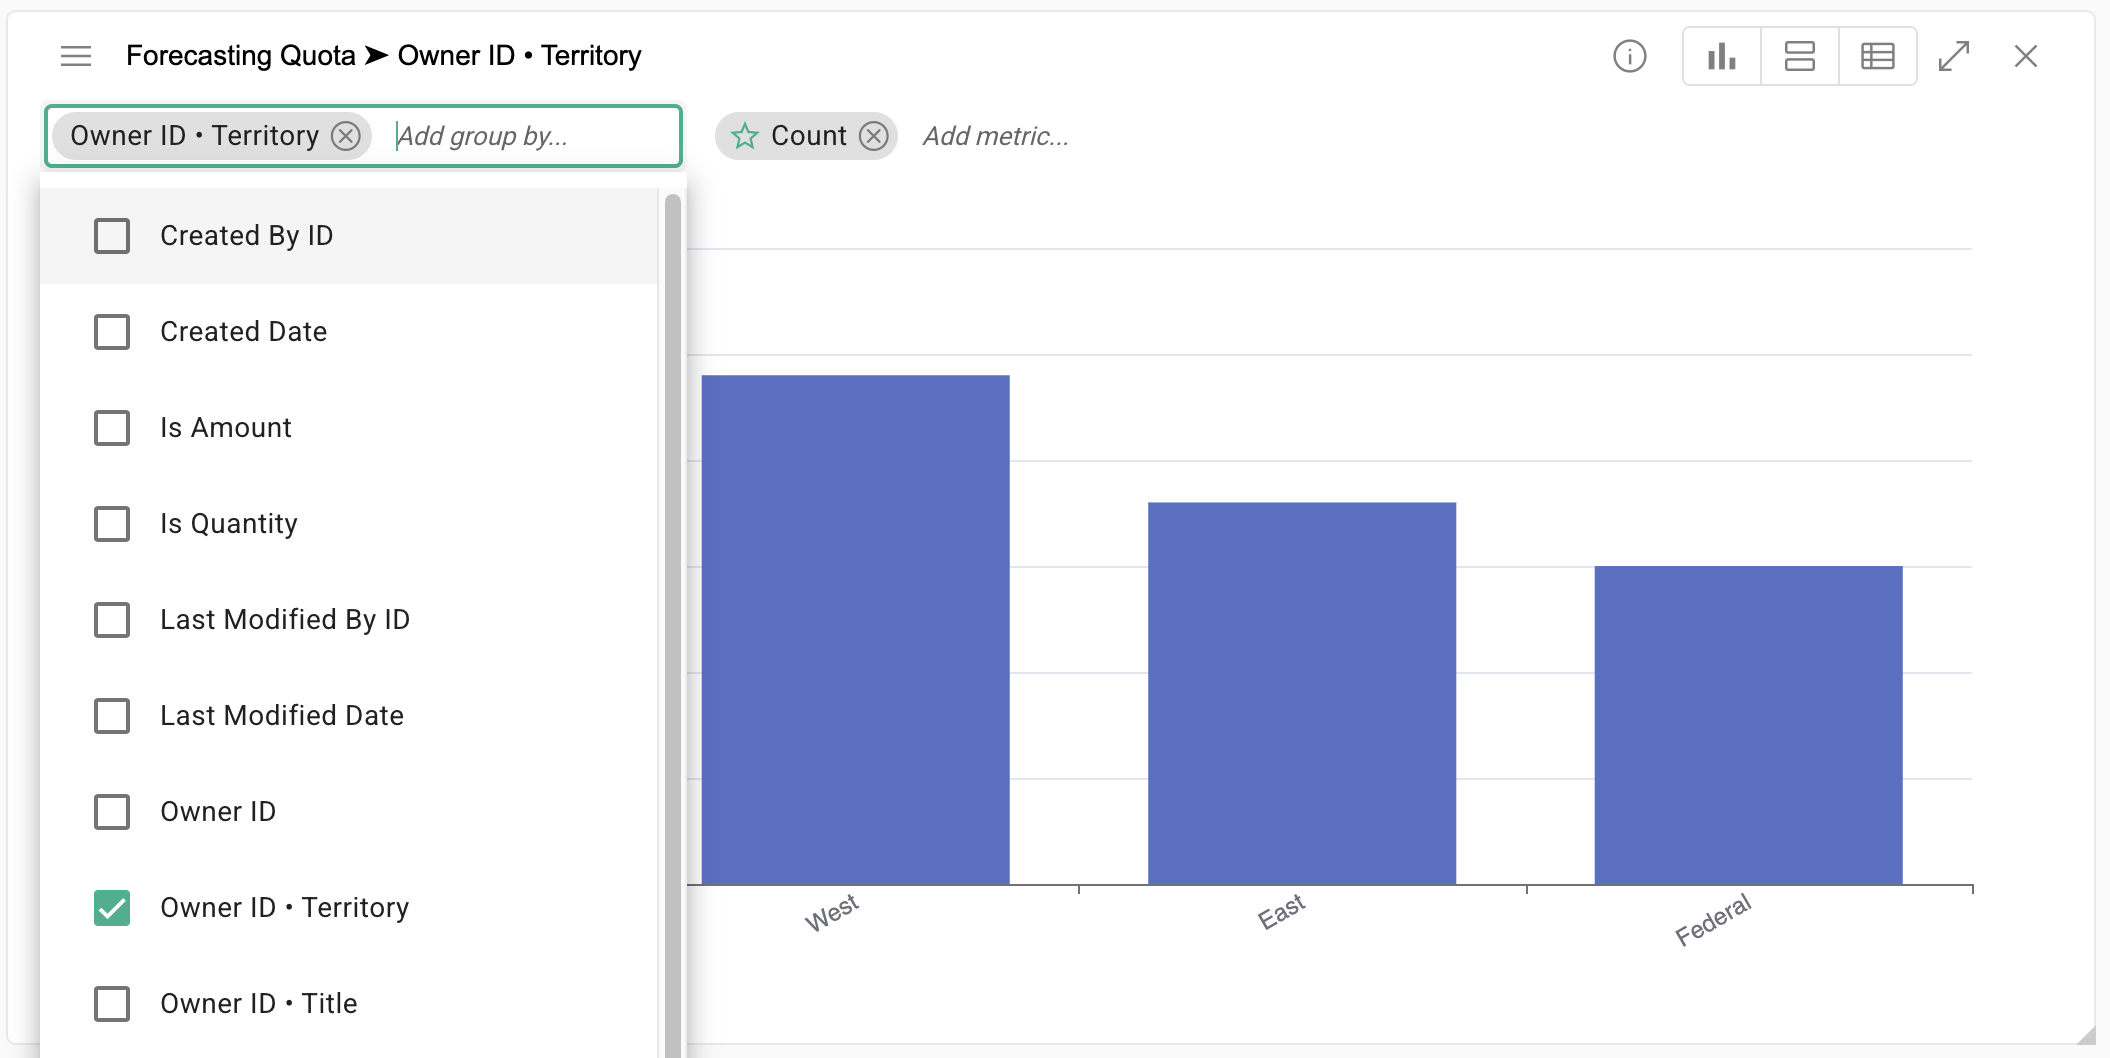 Forecasting Quota ➤ Owner ID • Territory
Owner ID • Territory Add group by... Count Add metric...
Created By ID
Created Date
Is Amount
Is Quantity
Last Modified By ID
Last Modified Date
Owner ID
Owner ID • Territory
Owner ID • Title
West East Federal